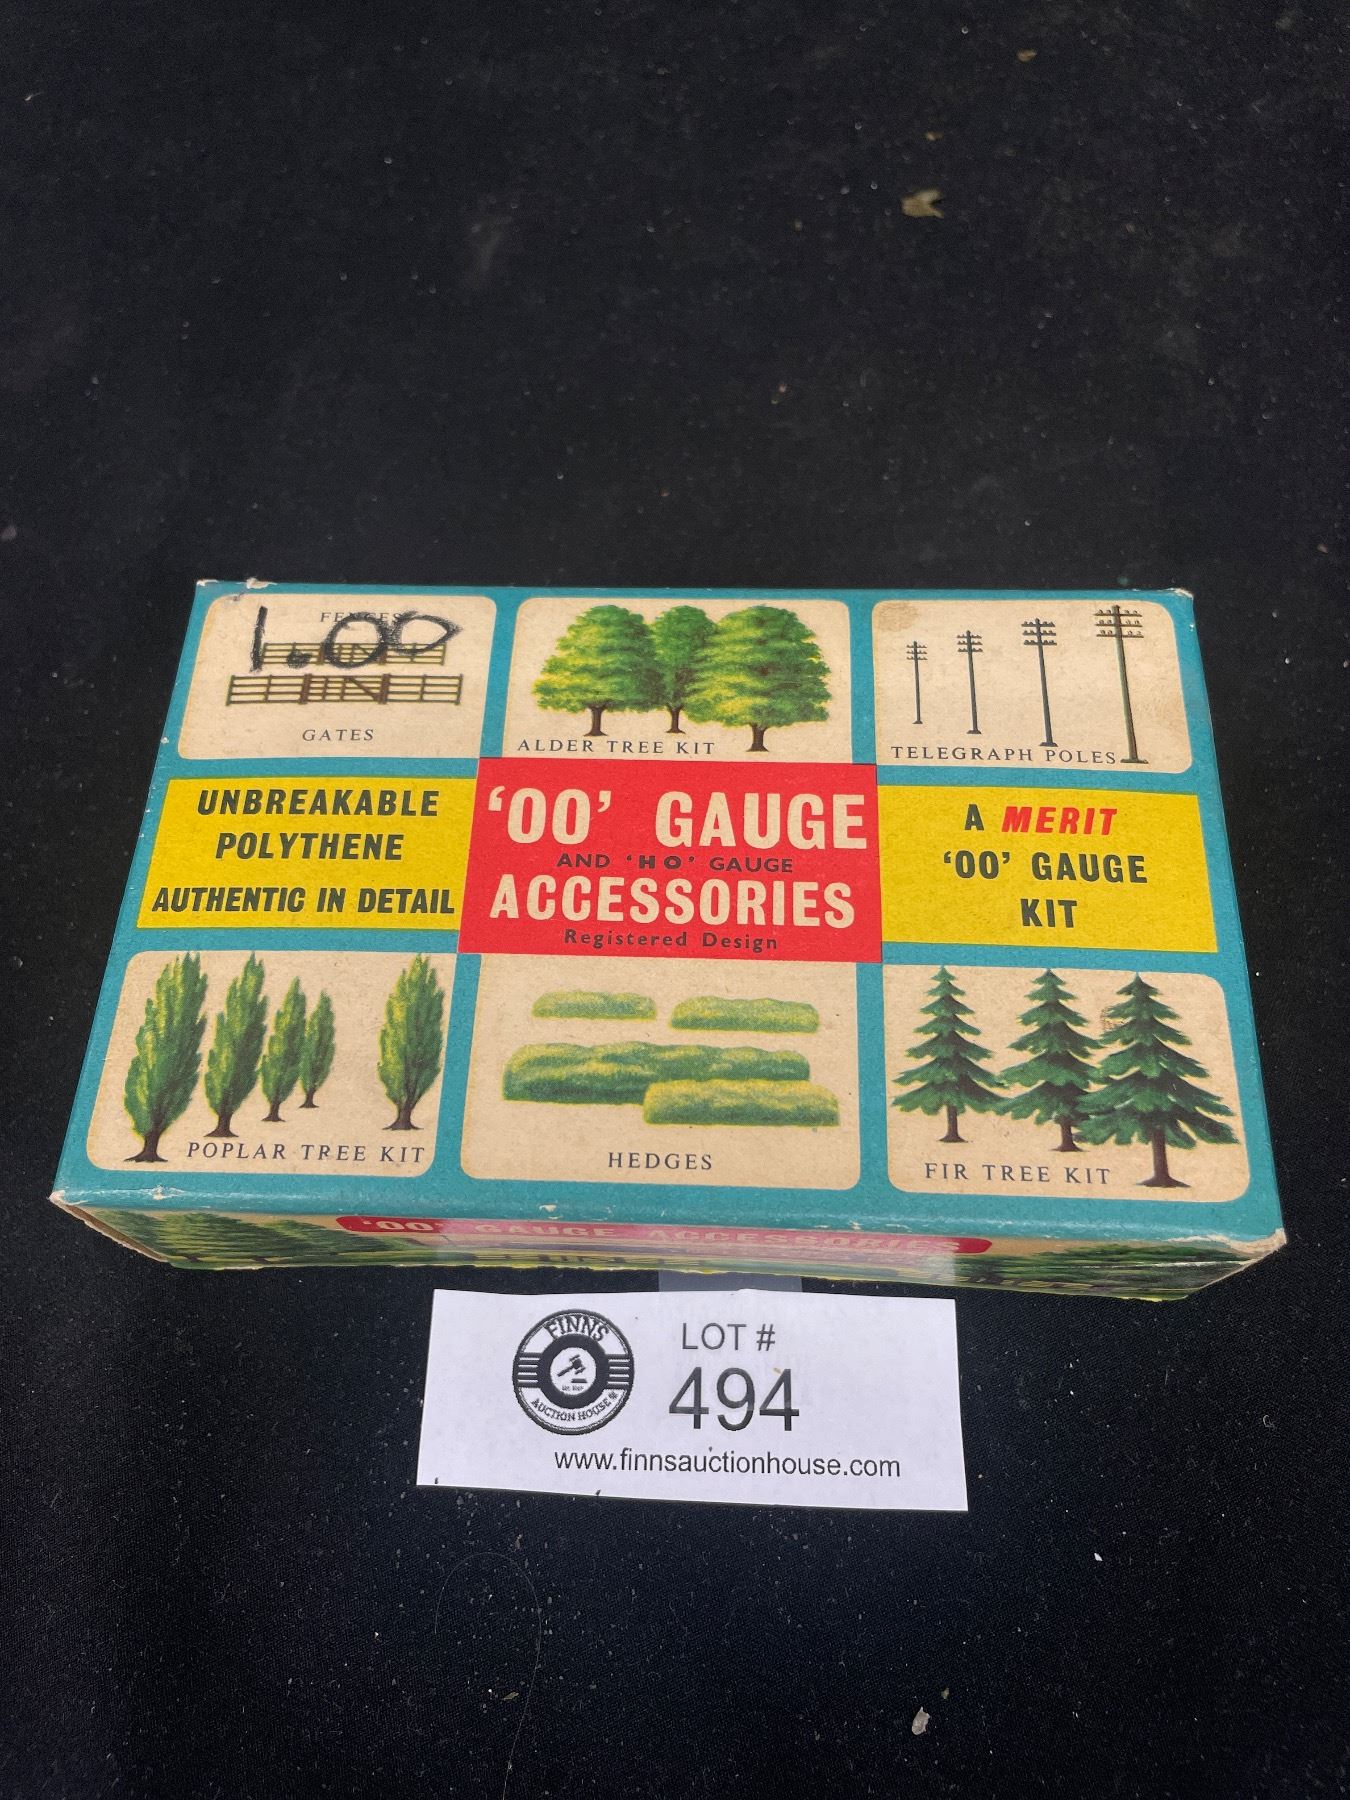 FENCES
1.00
GATES
ALDER TREE KIT
TELEGRAPH POLES
UNBREAKABLE
POLYTHENE
AUTHENTIC IN DETAIL
‘OO’ GAUGE
AND ‘HO’ GAUGE
ACCESSORIES
Registered Design
A MERIT
‘OO’ GAUGE
KIT
POPLAR TREE KIT
HEDGES
FIR TREE KIT
‘OO’ GAUGE ACCESSORIES
FINNS
AUCTION HOUSE
LOT #
494
www.finnsauctionhouse.com